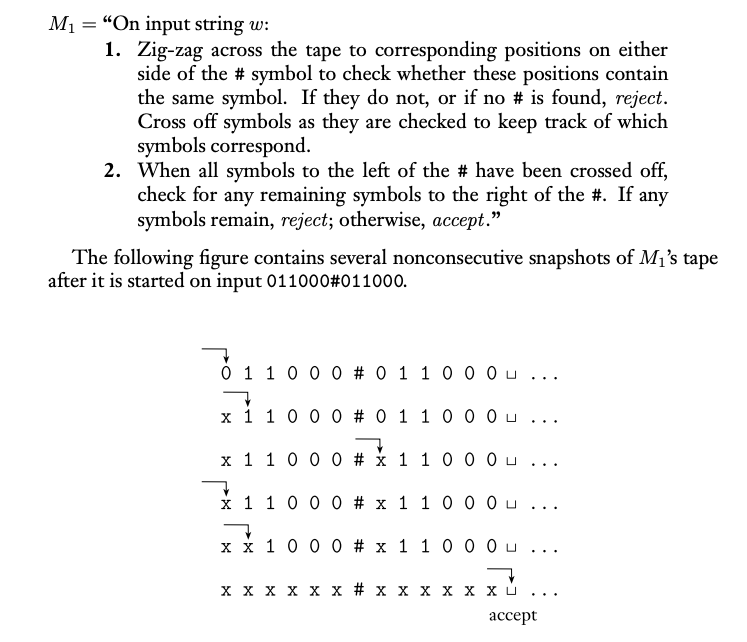 M₁ = “On input string w:
1. Zig-zag across the tape to corresponding positions on either
side of the # symbol to check whether these positions contain
the same symbol. If they do not, or if no # is found, reject.
Cross off symbols as they are checked to keep track of which
symbols correspond.
2. When all symbols to the left of the # have been crossed off,
check for any remaining symbols to the right of the #. If any
symbols remain, reject; otherwise, accept.”
The following figure contains several nonconsecutive snapshots of M₁’s tape
after it is started on input 011000#011000.
0 1 1 0 0 0 # 0 1 1 0 0 0 ␣ ...
x 1 1 0 0 0 # 0 1 1 0 0 0 ␣ ...
x 1 1 0 0 0 # x 1 1 0 0 0 ␣ ...
x 1 1 0 0 0 # x 1 1 0 0 0 ␣ ...
x x 1 0 0 0 # x 1 1 0 0 0 ␣ ...
x x x x x x # x x x x x x ␣ ...
accept